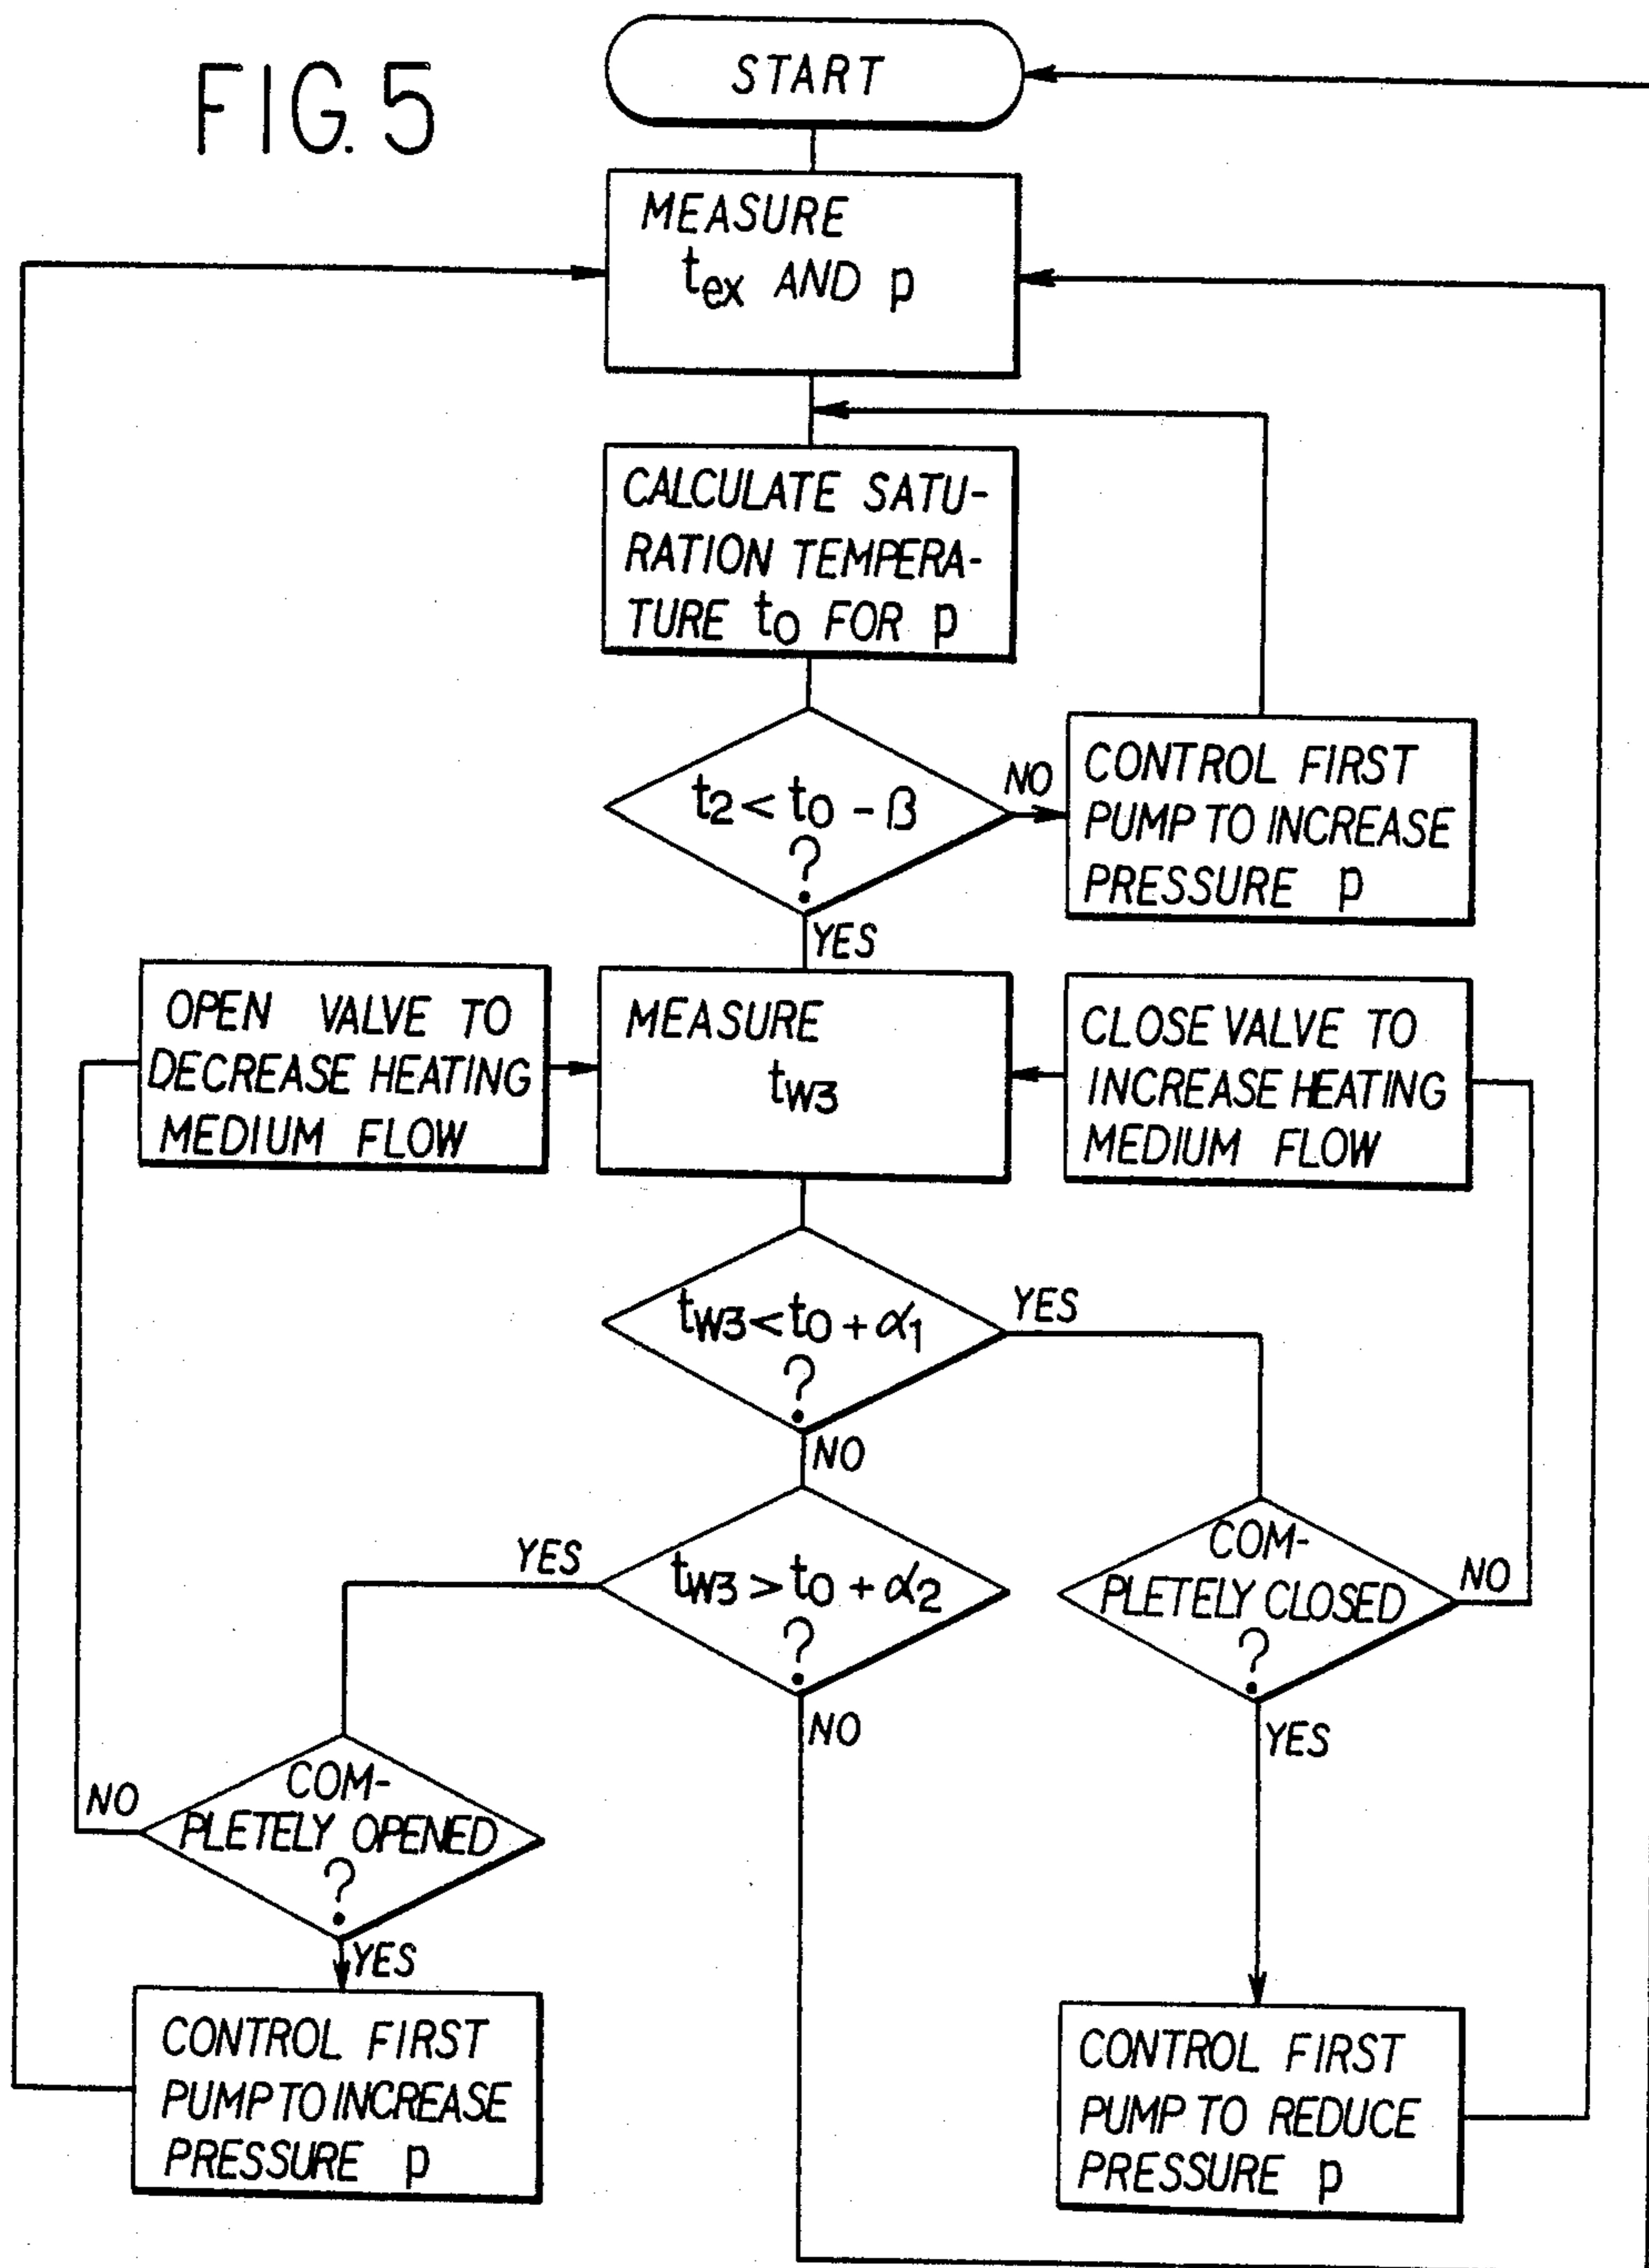 FIG. 5
START
MEASURE
tex AND p
CALCULATE SATU-
RATION TEMPERA-
TURE to FOR p
t2 < to - β
?
NO
CONTROL FIRST
PUMP TO INCREASE
PRESSURE p
YES
OPEN VALVE TO
DECREASE HEATING
MEDIUM FLOW
MEASURE
tW3
CLOSE VALVE TO
INCREASE HEATING
MEDIUM FLOW
tW3 < to + α1
?
YES
NO
YES
tW3 > to + α2
?
COM-
PLETELY CLOSED
?
NO
NO
YES
NO
COM-
PLETELY OPENED
?
YES
CONTROL FIRST
PUMP TO INCREASE
PRESSURE p
CONTROL FIRST
PUMP TO REDUCE
PRESSURE p